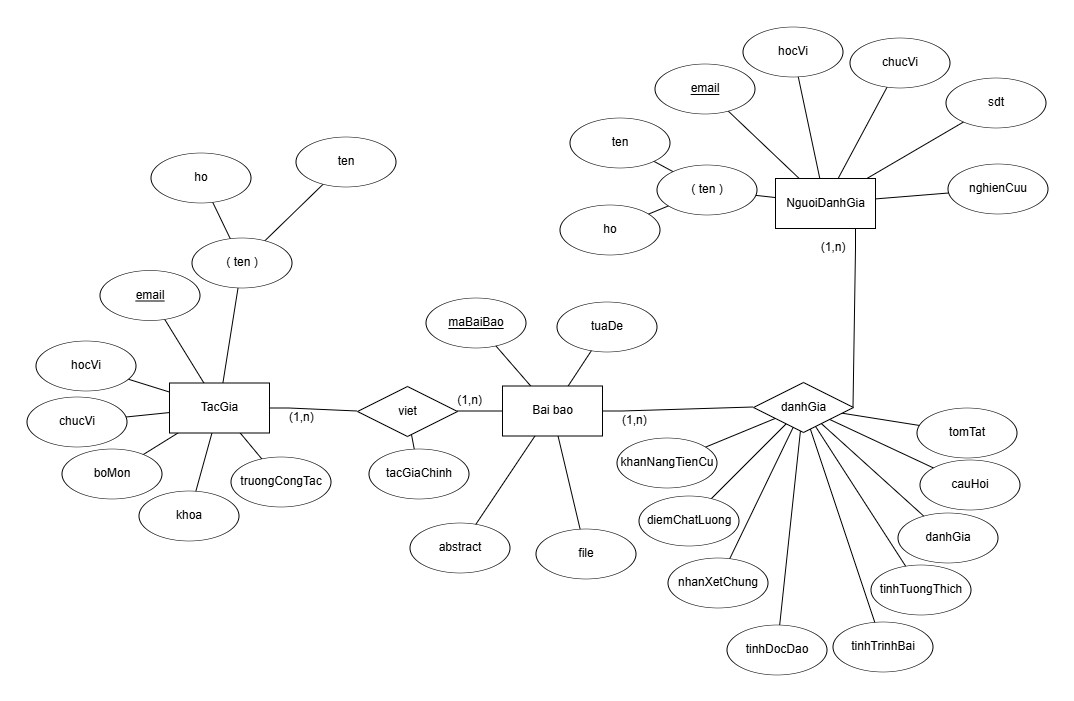 hocVi
chucVi
email
sdt
ten
( ten )
nghienCuu
NguoiDanhGia
ho
(1,n)
ho
ten
( ten )
email
hocVi
chucVi
boMon
khoa
truongCongTac
TacGia
(1,n)
viet
tacGiaChinh
(1,n)
maBaiBao
tuaDe
Bai bao
abstract
file
(1,n)
danhGia
khanNangTienCu
diemChatLuong
nhanXetChung
tinhDocDao
tinhTrinhBai
tinhTuongThich
danhGia
cauHoi
tomTat